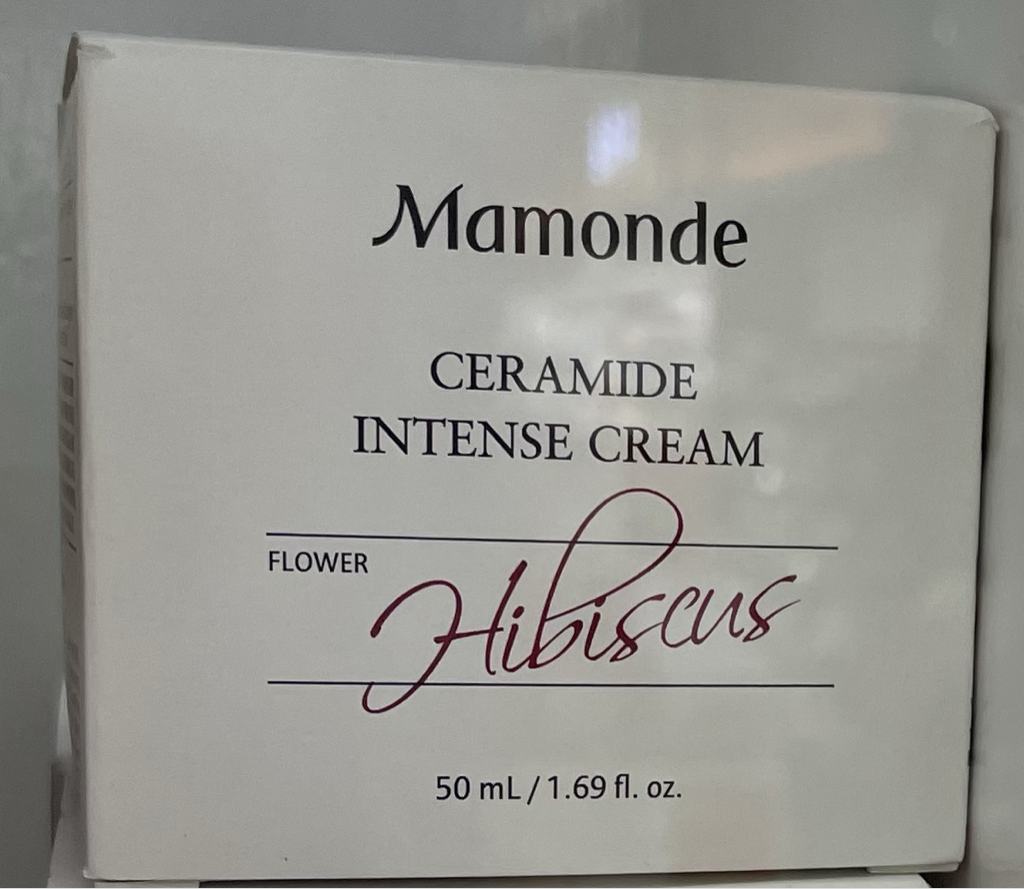 Mamonde
CERAMIDE
INTENSE CREAM
FLOWER
Hibiscus
50 mL / 1.69 fl. oz.